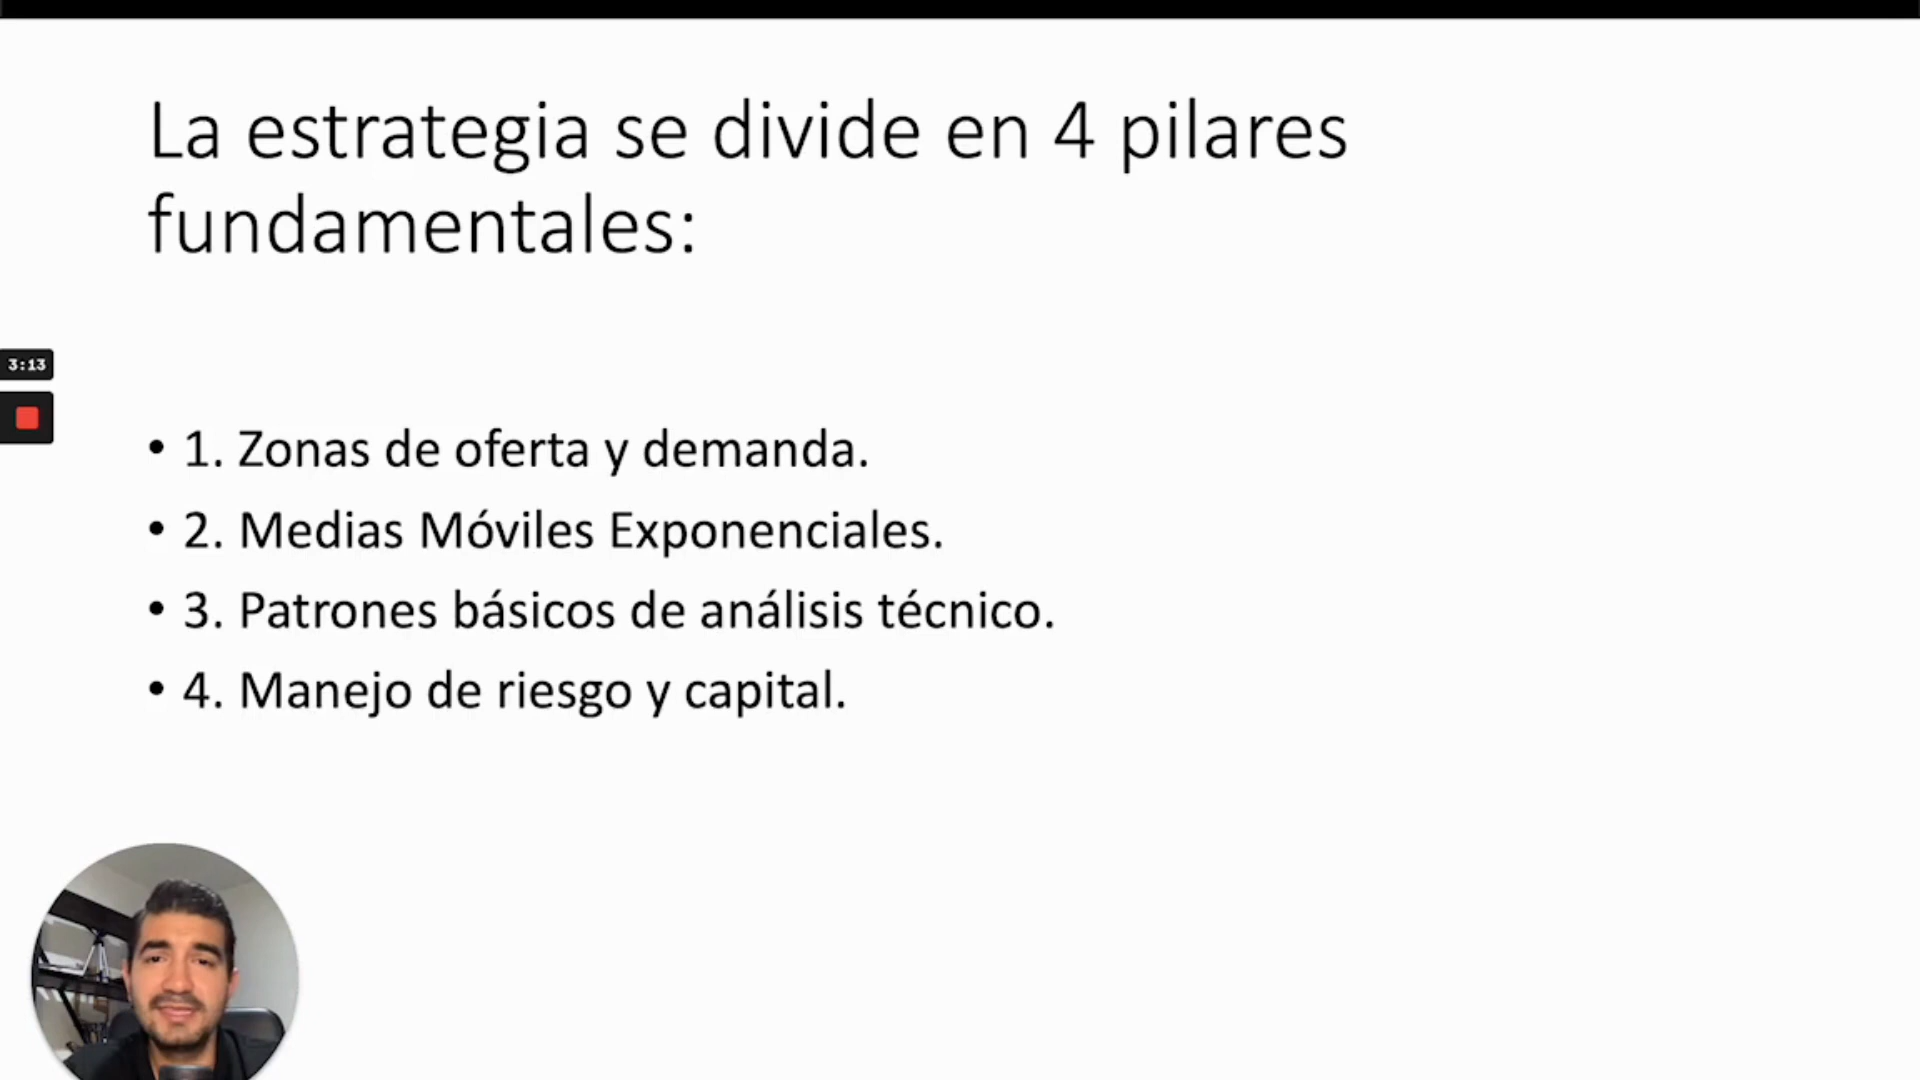 La estrategia se divide en 4 pilares
fundamentales:
3:13
• 1. Zonas de oferta y demanda.
• 2. Medias Móviles Exponenciales.
• 3. Patrones básicos de análisis técnico.
• 4. Manejo de riesgo y capital.